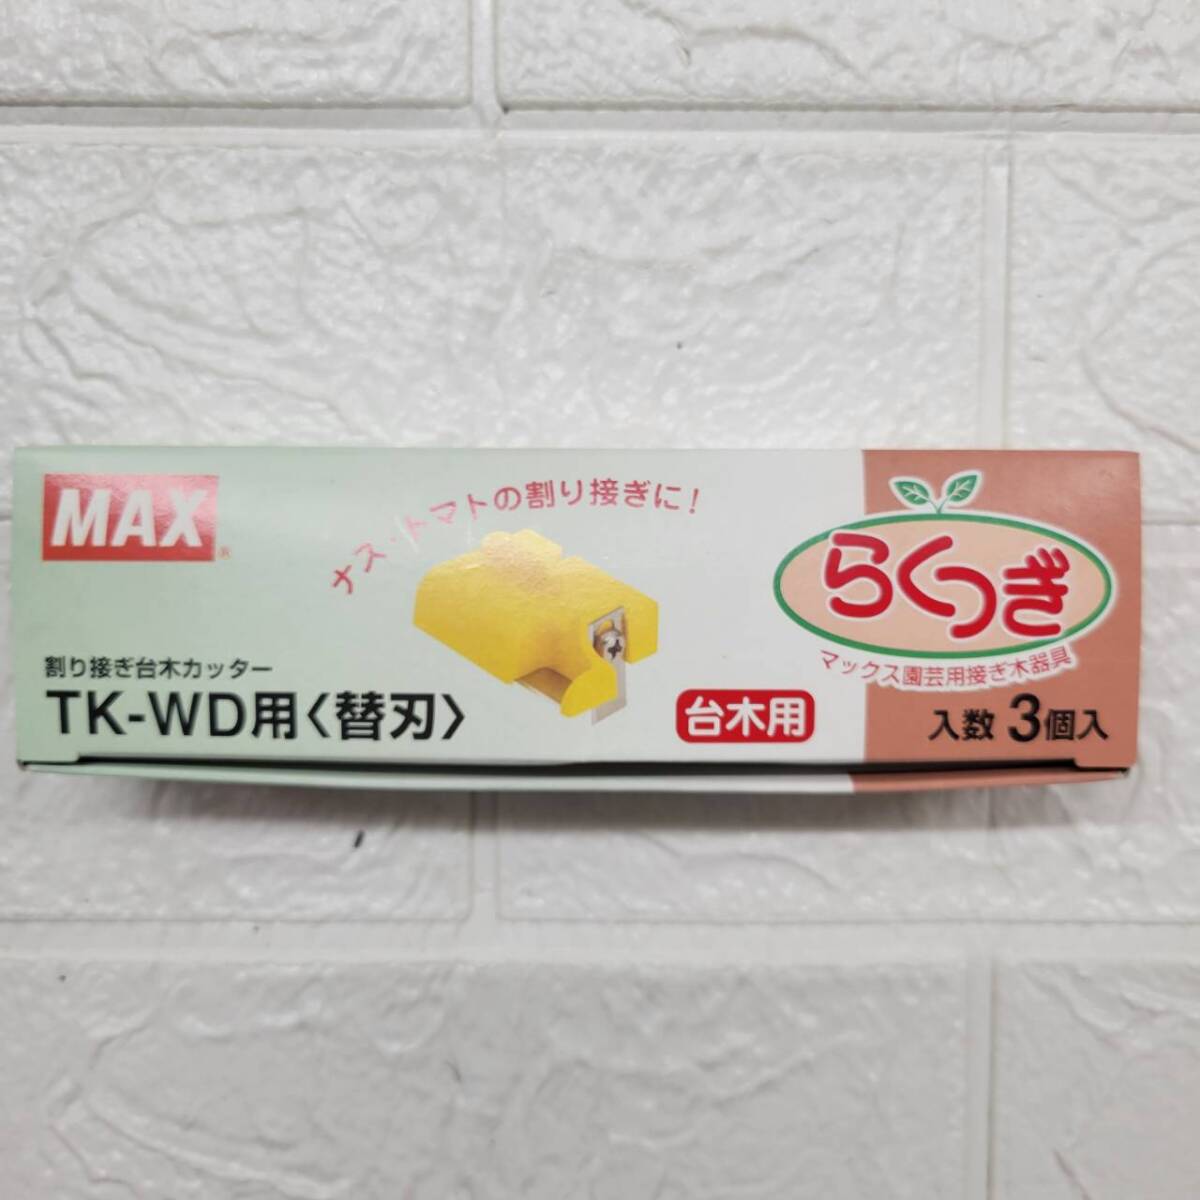 MAX®
ナス・トマトの割り接ぎに!
らくつぎ
マックス園芸用接ぎ木器具
割り接ぎ台木カッター
TK-WD用〈替刃〉
台木用
入数 3個入